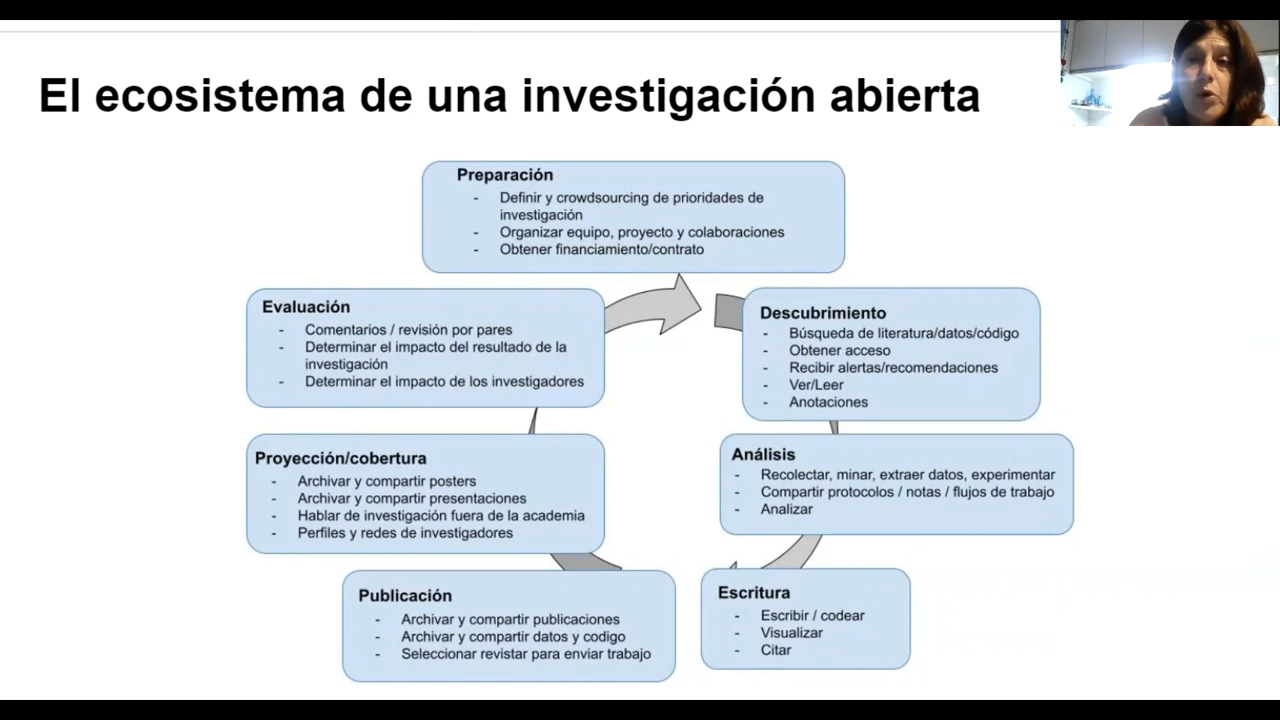 El ecosistema de una investigación abierta
Preparación
- Definir y crowdsourcing de prioridades de
investigación
- Organizar equipo, proyecto y colaboraciones
- Obtener financiamiento/contrato
Descubrimiento
- Búsqueda de literatura/datos/código
- Obtener acceso
- Recibir alertas/recomendaciones
- Ver/Leer
- Anotaciones
Análisis
- Recolectar, minar, extraer datos, experimentar
- Compartir protocolos / notas / flujos de trabajo
- Analizar
Escritura
- Escribir / codear
- Visualizar
- Citar
Publicación
- Archivar y compartir publicaciones
- Archivar y compartir datos y codigo
- Seleccionar revistar para enviar trabajo
Proyección/cobertura
- Archivar y compartir posters
- Archivar y compartir presentaciones
- Hablar de investigación fuera de la academia
- Perfiles y redes de investigadores
Evaluación
- Comentarios / revisión por pares
- Determinar el impacto del resultado de la
investigación
- Determinar el impacto de los investigadores